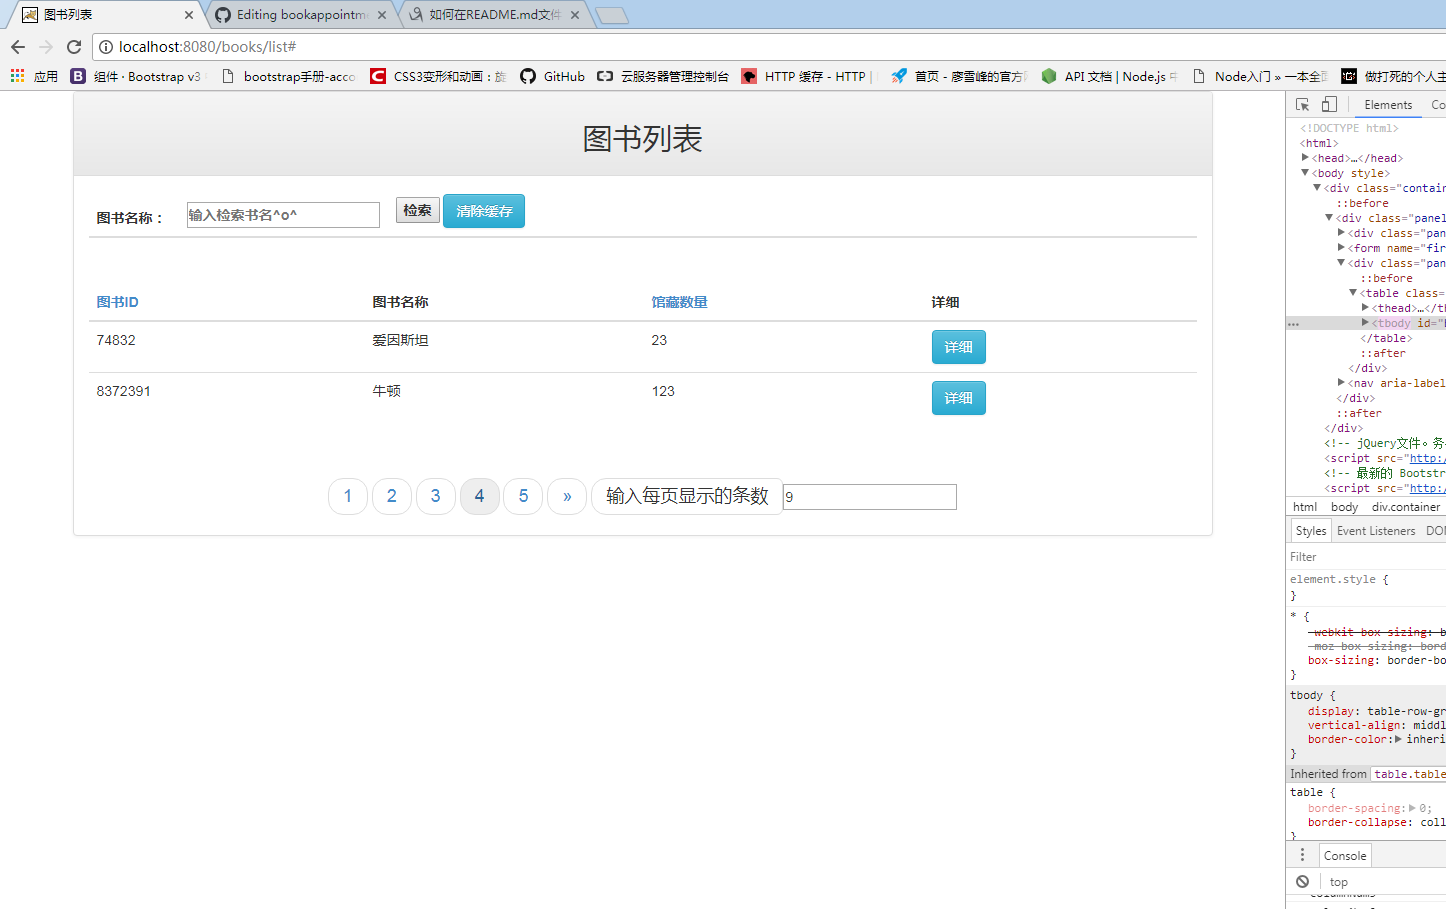 图书列表
Editing bookappointm
如何在README.md文件
localhost:8080/books/list#
应用 组件 · Bootstrap v3 bootstrap手册-acco CSS3变形和动画：旋 GitHub 云服务器管理控制台 HTTP 缓存 - HTTP | 首页 - 廖雪峰的官方 API 文档 | Node.js 中 Node入门 » 一本全面 做打死的个人主
图书列表
图书名称： 输入检索书名^o^ 检索 清除缓存
图书ID 图书名称 馆藏数量 详细
74832 爱因斯坦 23 详细
8372391 牛顿 123 详细
1 2 3 4 5 » 输入每页显示的条数 9
Elements Co
<!DOCTYPE html>
<html>
<head>…</head>
<body style>
<div class="contain
::before
<div class="panel
<div class="pan
<form name="fir
<div class="pan
::before
<table class=
<thead>…</th
<tbody id="b
</table>
::after
</div>
<nav aria-label
</div>
::after
</div>
<!-- jQuery文件。务
<script src="http:/
<!-- 最新的 Bootstr
<script src="http:/
html body div.container
Styles Event Listeners DO
Filter
element.style {
}
* {
-webkit-box-sizing: b
-moz-box-sizing: bord
box-sizing: border-bo
}
tbody {
display: table-row-gr
vertical-align: middl
border-color: inheri
}
Inherited from table.table
table {
border-spacing: 0;
border-collapse: coll
}
Console
top